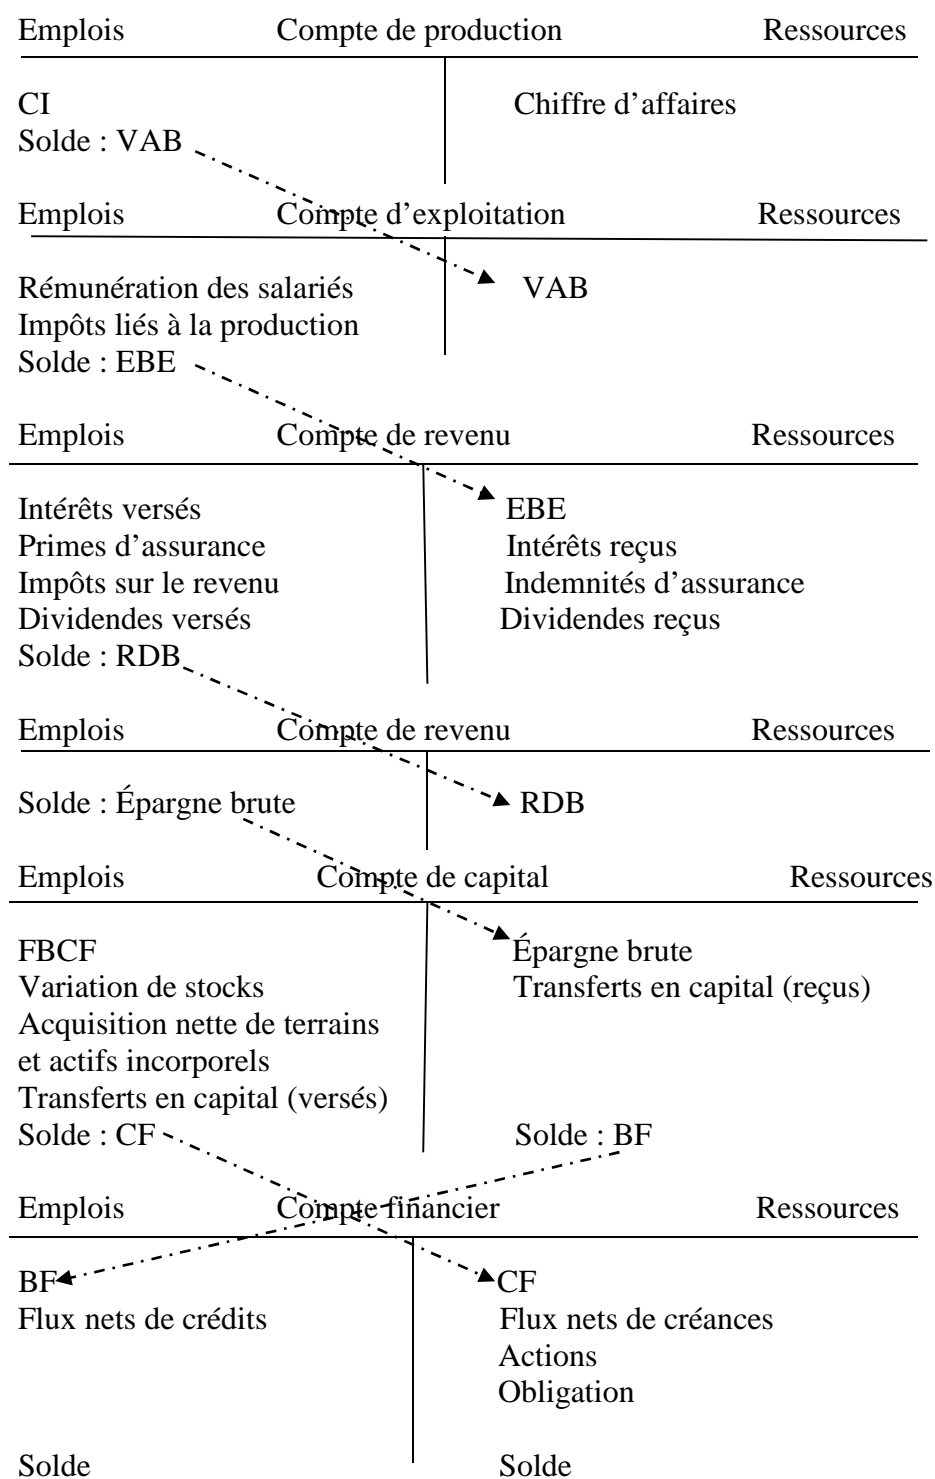 Emplois Compte de production Ressources
CI Chiffre d’affaires
Solde : VAB
Emplois Compte d’exploitation Ressources
Rémunération des salariés VAB
Impôts liés à la production
Solde : EBE
Emplois Compte de revenu Ressources
Intérêts versés EBE
Primes d’assurance Intérêts reçus
Impôts sur le revenu Indemnités d’assurance
Dividendes versés Dividendes reçus
Solde : RDB
Emplois Compte de revenu Ressources
Solde : Épargne brute RDB
Emplois Compte de capital Ressources
FBCF Épargne brute
Variation de stocks Transferts en capital (reçus)
Acquisition nette de terrains
et actifs incorporels
Transferts en capital (versés)
Solde : CF Solde : BF
Emplois Compte financier Ressources
BF CF
Flux nets de crédits Flux nets de créances
Actions
Obligation
Solde Solde